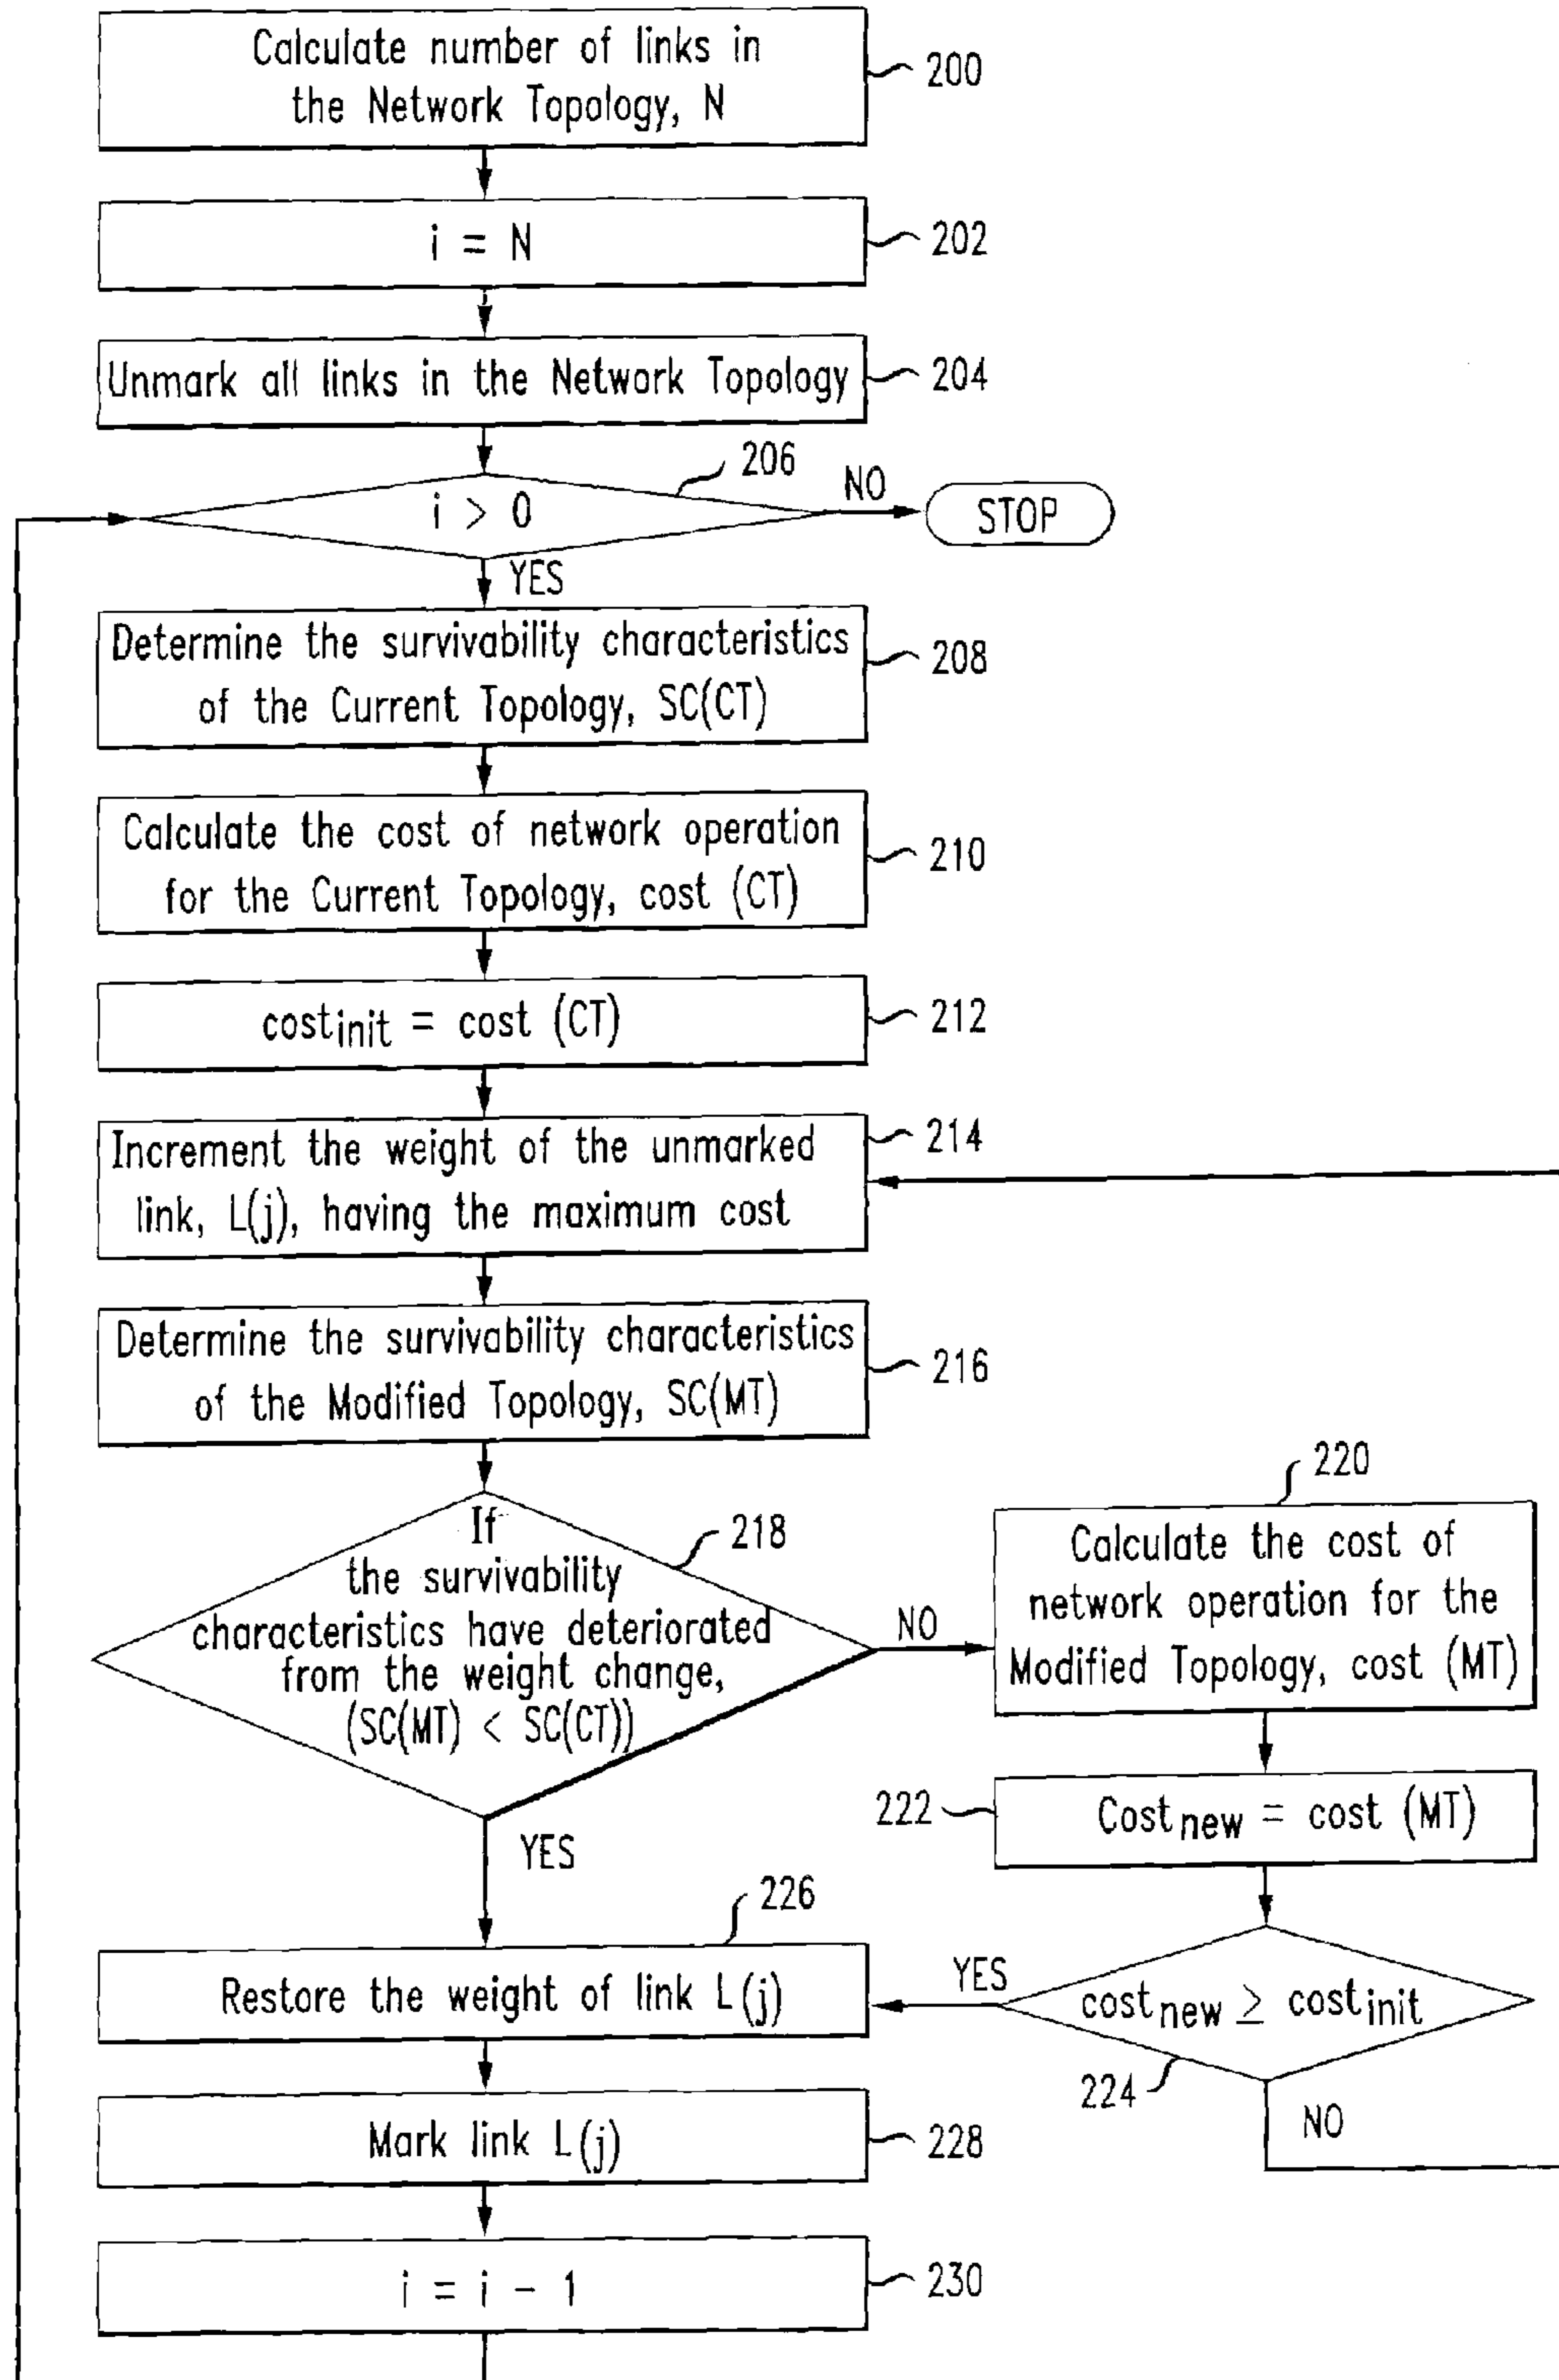 Calculate number of links in
the Network Topology, N
200
i = N
202
Unmark all links in the Network Topology
204
206
i > 0
NO
STOP
YES
Determine the survivability characteristics
of the Current Topology, SC(CT)
208
Calculate the cost of network operation
for the Current Topology, cost (CT)
210
costinit = cost (CT)
212
Increment the weight of the unmarked
link, L(j), having the maximum cost
214
Determine the survivability characteristics
of the Modified Topology, SC(MT)
216
If
the survivability
characteristics have deteriorated
from the weight change,
(SC(MT) < SC(CT))
218
NO
YES
220
Calculate the cost of
network operation for the
Modified Topology, cost (MT)
222
Costnew = cost (MT)
costnew ≥ costinit
224
YES
NO
226
Restore the weight of link L(j)
Mark link L(j)
228
i = i - 1
230